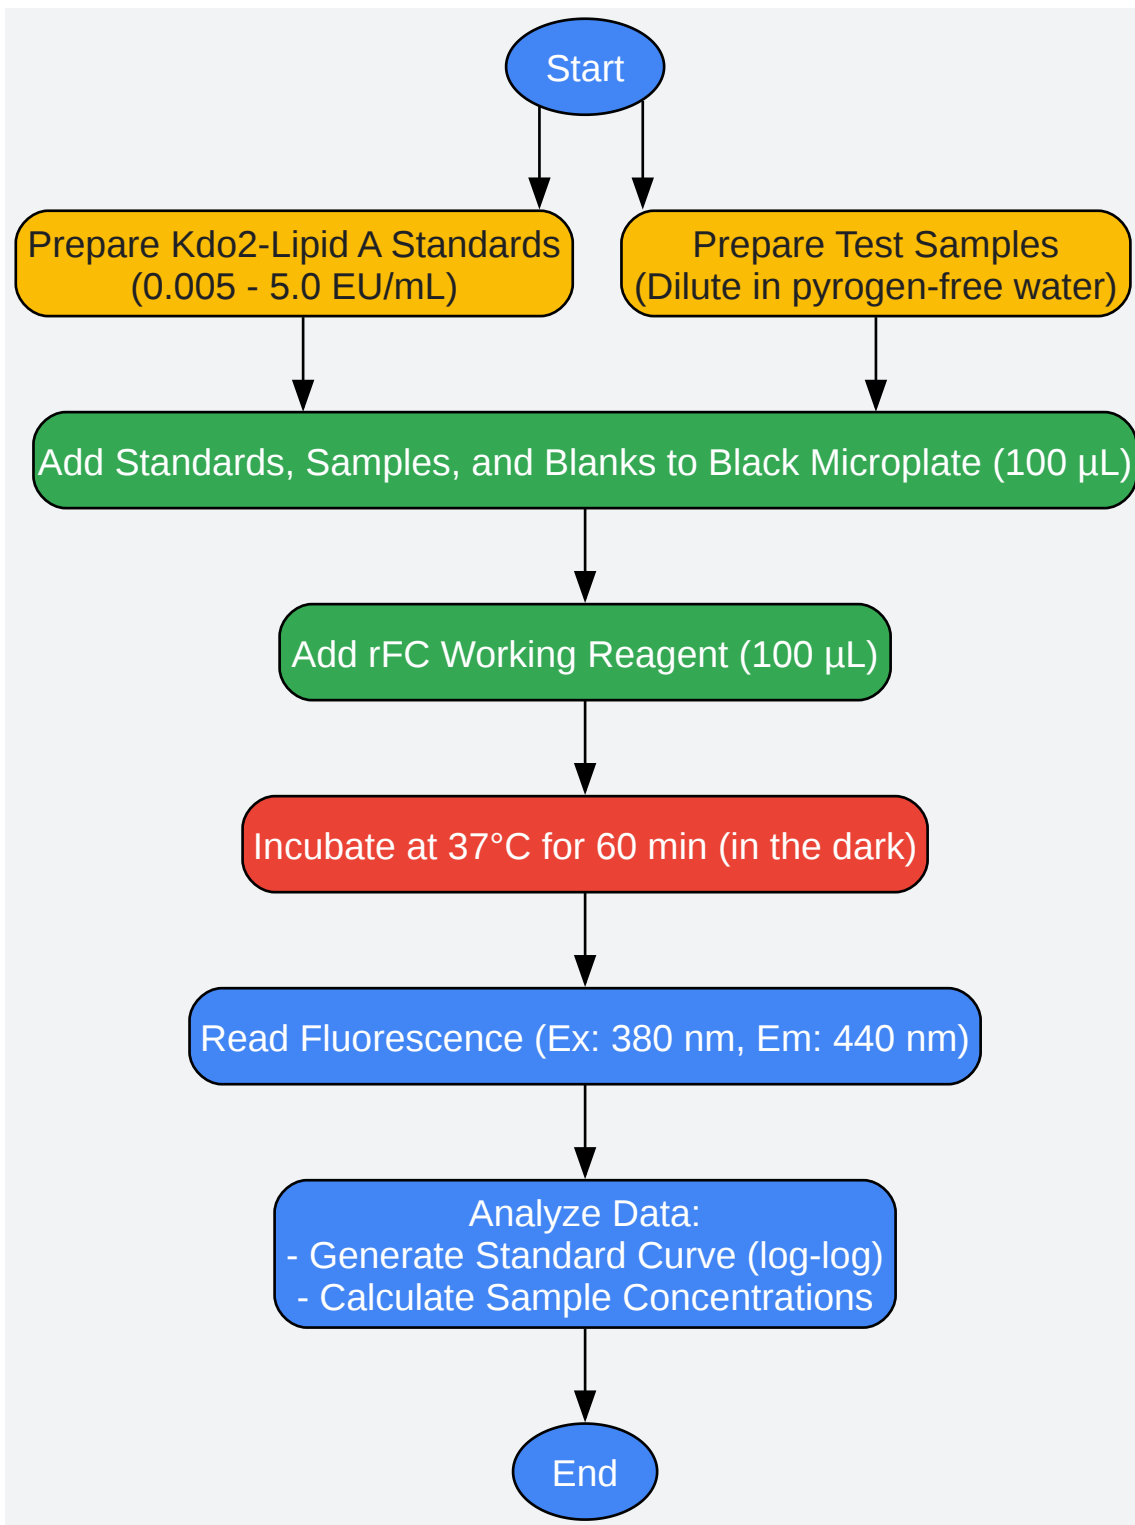 Start
Prepare Kdo2-Lipid A Standards
(0.005 - 5.0 EU/mL)
Prepare Test Samples
(Dilute in pyrogen-free water)
Add Standards, Samples, and Blanks to Black Microplate (100 µL)
Add rFC Working Reagent (100 µL)
Incubate at 37°C for 60 min (in the dark)
Read Fluorescence (Ex: 380 nm, Em: 440 nm)
Analyze Data:
- Generate Standard Curve (log-log)
- Calculate Sample Concentrations
End